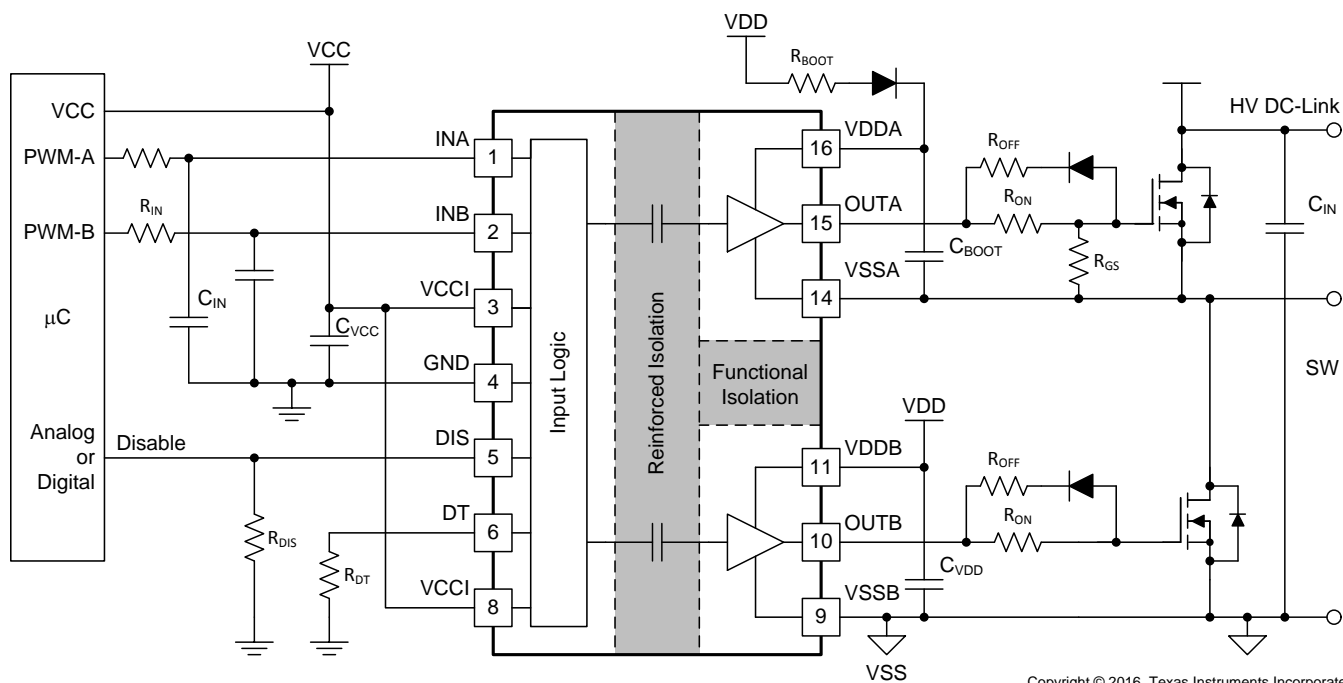 VDD
RBOOT
VCC
HV DC-Link
VCC
VDDA
INA
ROFF
PWM-A
1
16
RON
OUTA
RIN
INB
CIN
PWM-B
2
15
CBOOT
RGS
VSSA
VCCI
CIN
3
14
μC
CVCC
GND
Input Logic
Reinforced Isolation
Functional
Isolation
SW
4
VDD
Analog
or
Digital
Disable
DIS
VDDB
5
11
ROFF
DT
OUTB
RON
6
10
RDIS
RDT
CVDD
VCCI
VSSB
8
9
VSS
Copyright © 2016, Texas Instruments Incorporate